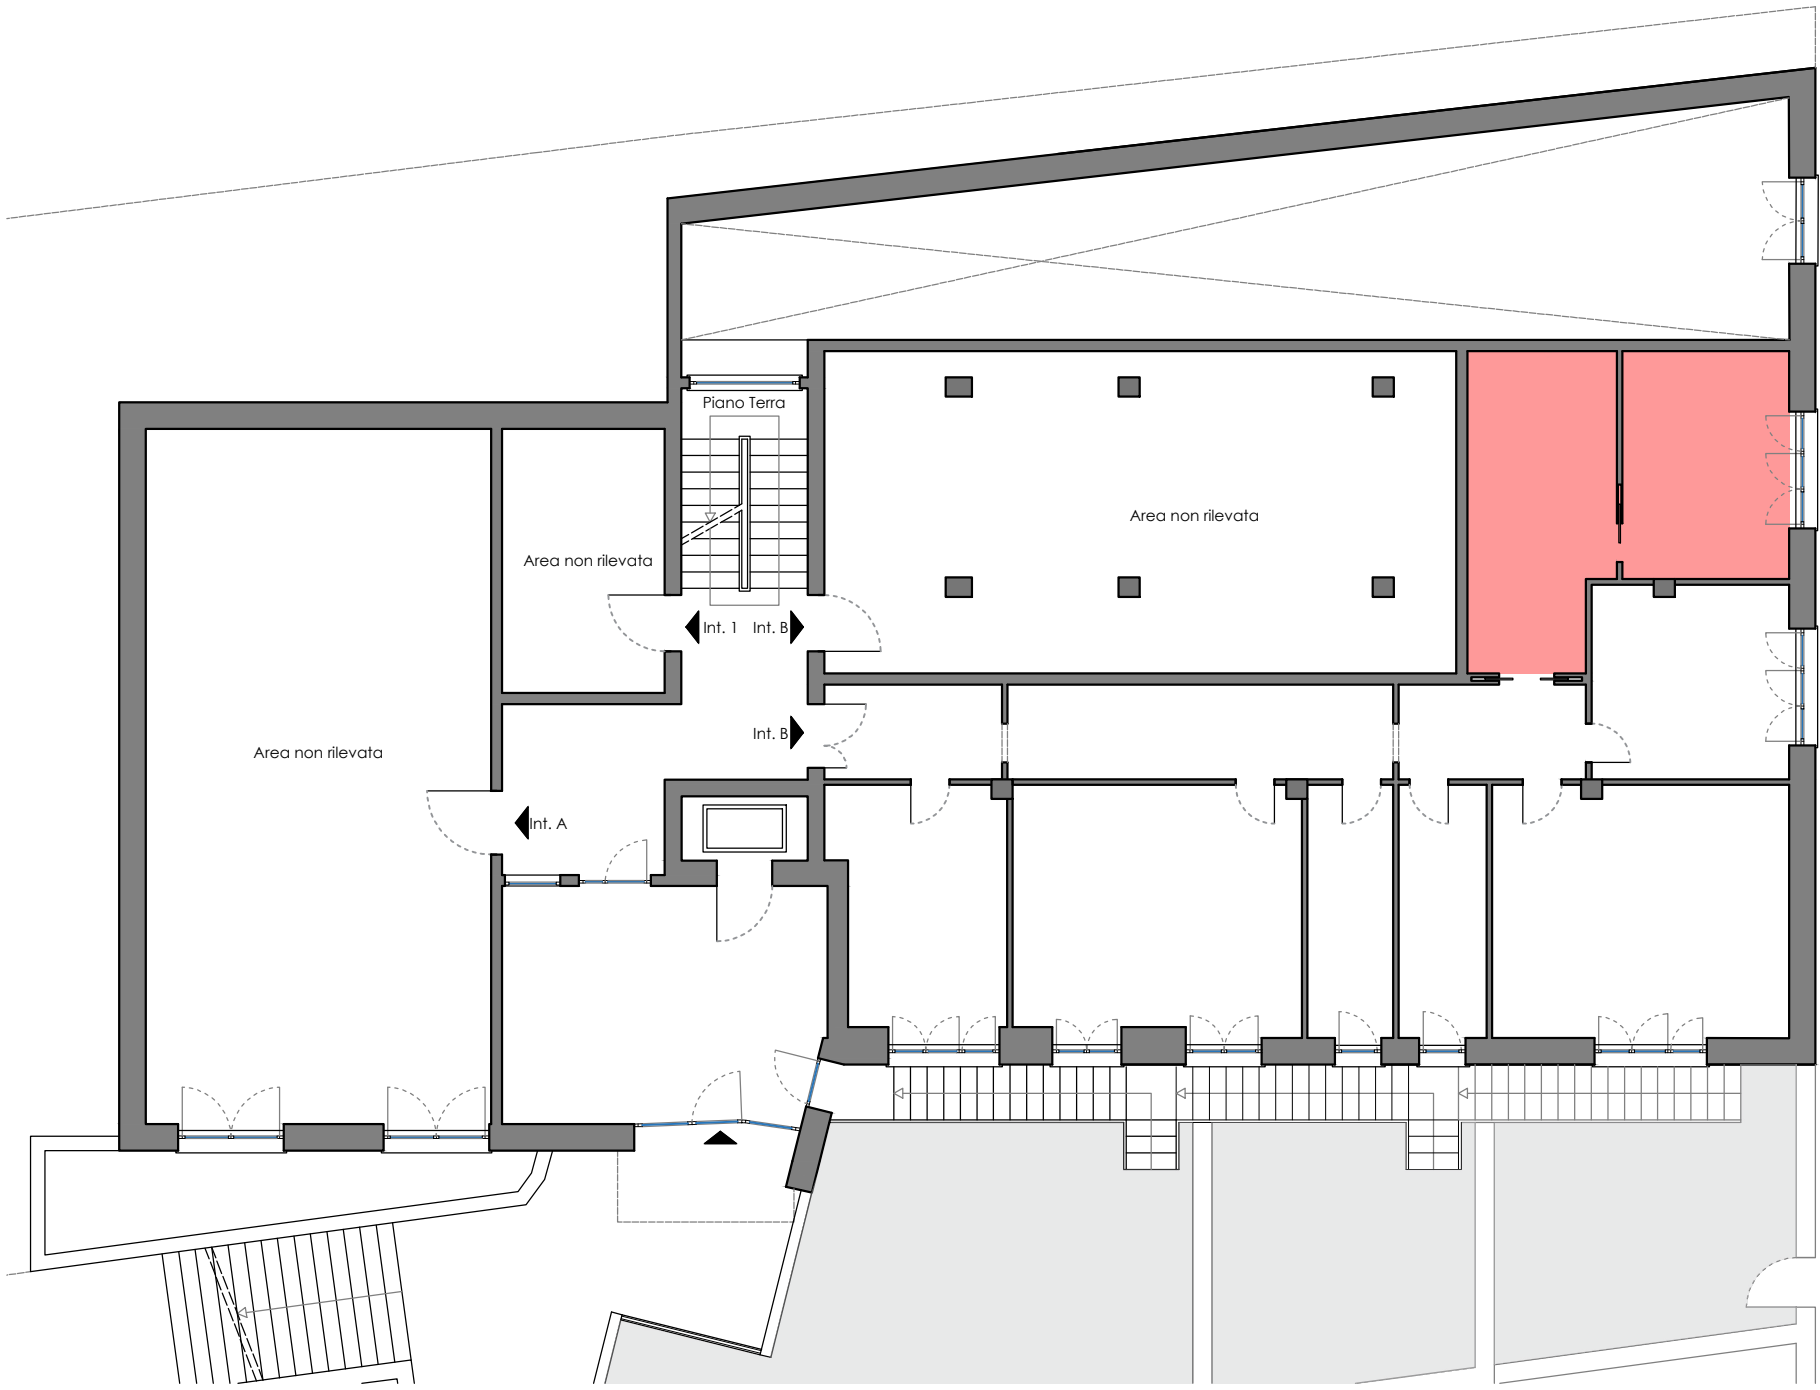 Piano Terra
Area non rilevata
Area non rilevata
Int. 1
Int. B
Int. B
Area non rilevata
Int. A